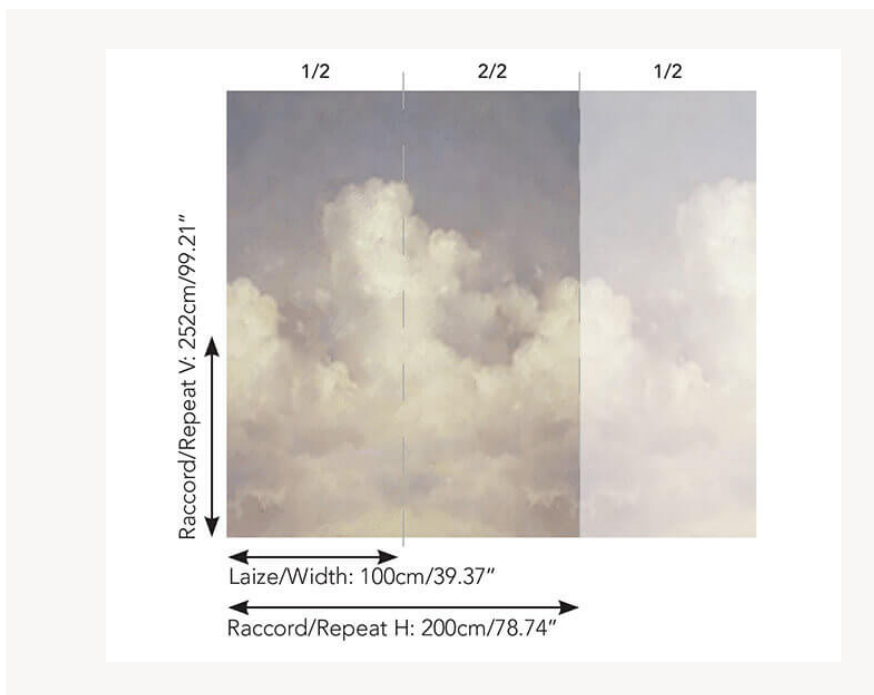 1/2 2/2 1/2
Raccord/Repeat V: 252cm/99.21”
Laize/Width: 100cm/39.37”
Raccord/Repeat H: 200cm/78.74”